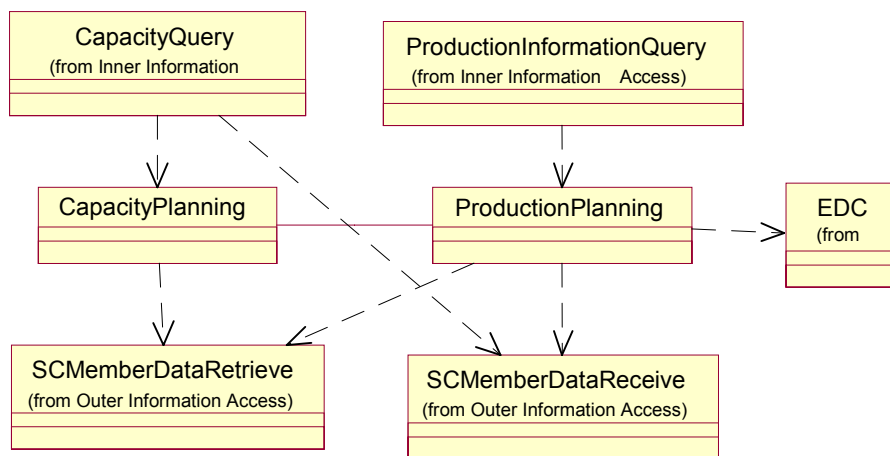 CapacityQuery
(from Inner Information
ProductionInformationQuery
(from Inner Information Access)
CapacityPlanning
ProductionPlanning
EDC
(from
SCMemberDataRetrieve
(from Outer Information Access)
SCMemberDataReceive
(from Outer Information Access)